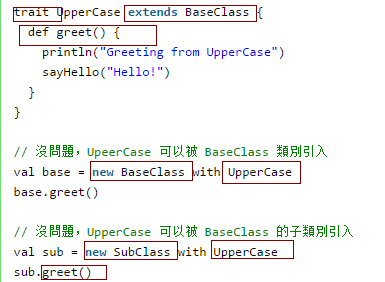 trait UpperCase extends BaseClass {
def greet() {
println("Greeting from UpperCase")
sayHello("Hello!")
}
}
// 沒問題，UpeerCase 可以被 BaseClass 類別引入
val base = new BaseClass with UpperCase
base.greet()
// 沒問題，UpperCase 可以被 BaseClass 的子類別引入
val sub = new SubClass with UpperCase
sub.greet()